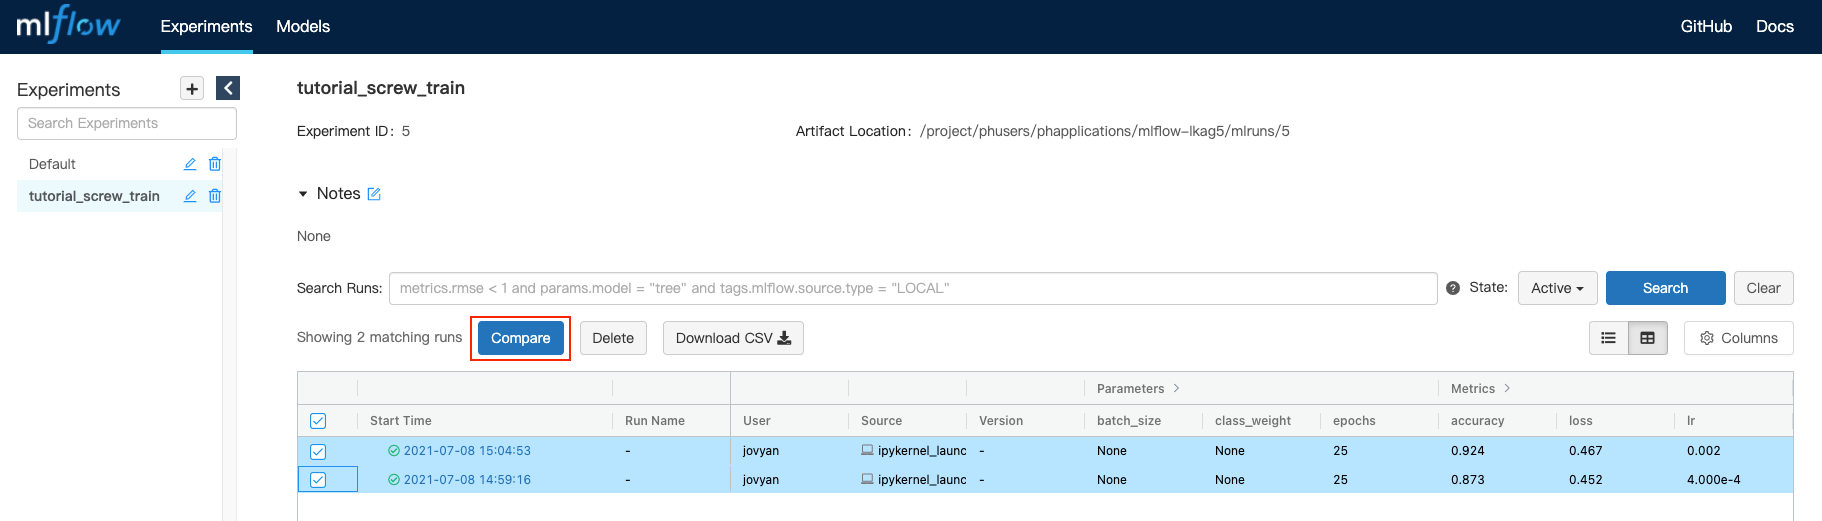 mlflow Experiments Models GitHub Docs
Experiments
Search Experiments
Default
tutorial_screw_train
tutorial_screw_train
Experiment ID: 5 Artifact Location: /project/phusers/phapplications/mlflow-lkag5/mlruns/5
Notes
None
Search Runs: metrics.rmse < 1 and params.model = "tree" and tags.mlflow.source.type = "LOCAL" ? State: Active Search Clear
Showing 2 matching runs Compare Delete Download CSV Columns
Parameters > Metrics >
Start Time Run Name User Source Version batch_size class_weight epochs accuracy loss lr
2021-07-08 15:04:53 - jovyan ipykernel_launc - None None 25 0.924 0.467 0.002
2021-07-08 14:59:16 - jovyan ipykernel_launc - None None 25 0.873 0.452 4.000e-4